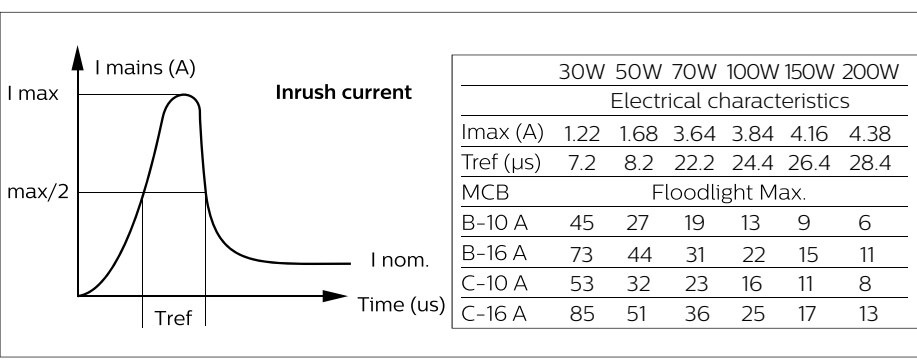 I mains (A)
I max
Inrush current
max/2
I nom.
Time (us)
Tref
30W 50W 70W 100W 150W 200W
Electrical characteristics
Imax (A) 1.22 1.68 3.64 3.84 4.16 4.38
Tref (µs) 7.2 8.2 22.2 24.4 26.4 28.4
MCB Floodlight Max.
B-10 A 45 27 19 13 9 6
B-16 A 73 44 31 22 15 11
C-10 A 53 32 23 16 11 8
C-16 A 85 51 36 25 17 13